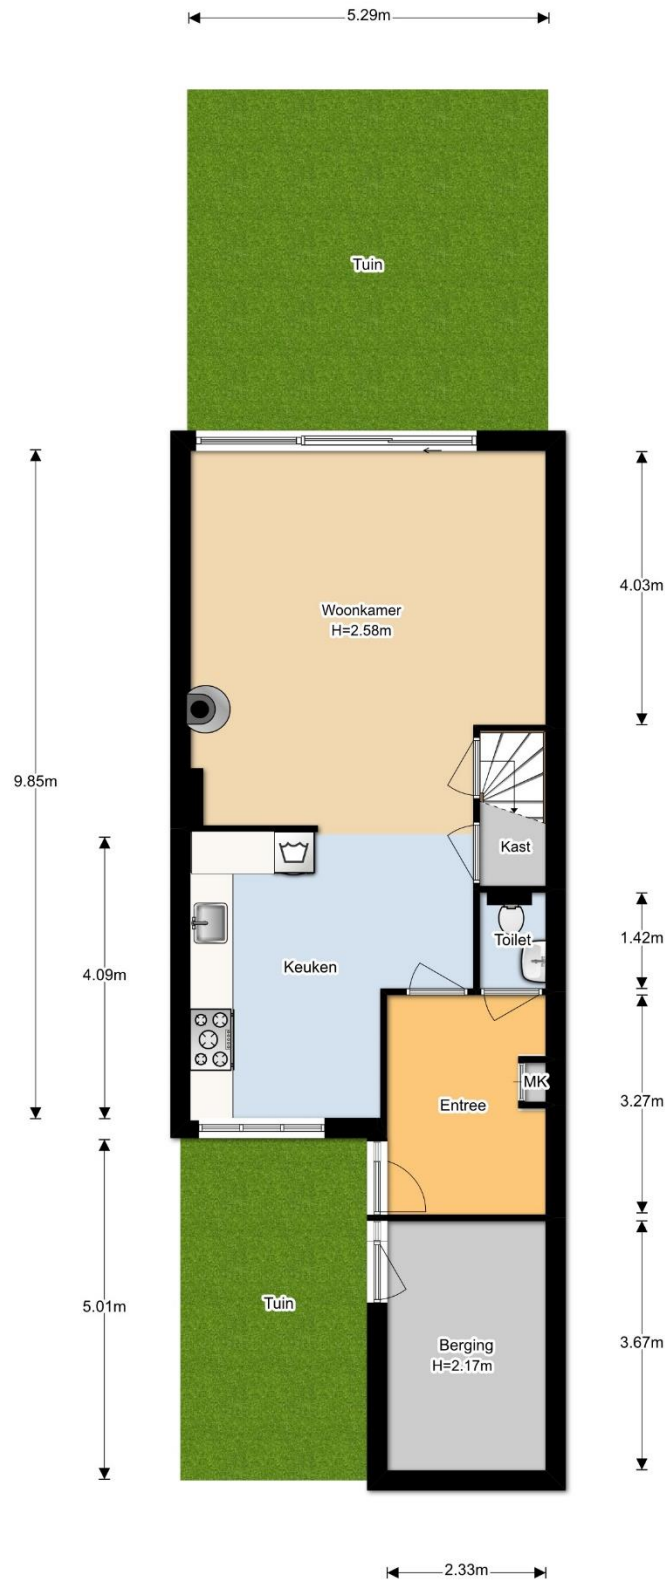 5.29m
Tuin
4.03m
Woonkamer
H=2.58m
9.85m
Kast
Toilet
1.42m
Keuken
4.09m
MK
Entree
3.27m
Tuin
5.01m
Berging
H=2.17m
3.67m
2.33m